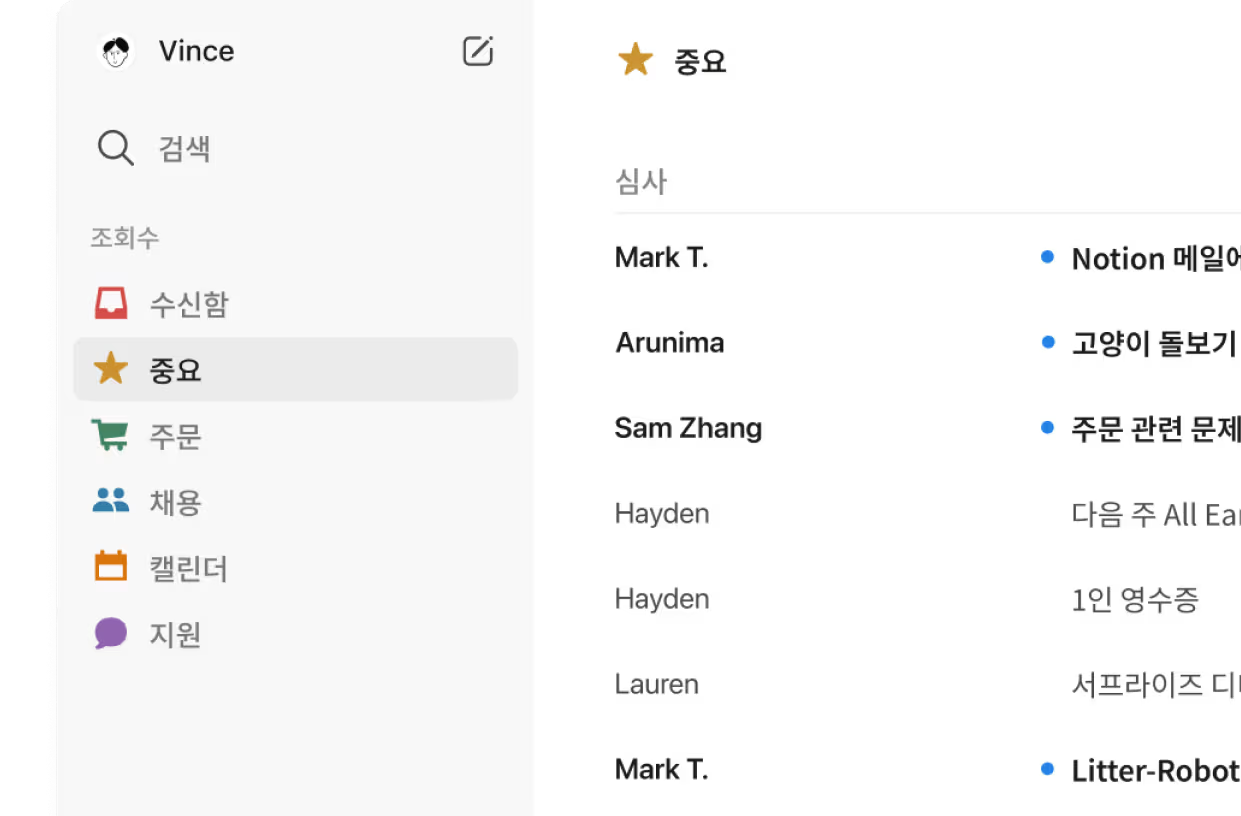 Vince
검색
조회수
수신함
중요
주문
채용
캘린더
지원
중요
심사
Mark T.
Notion 메일에
Arunima
고양이 돌보기
Sam Zhang
주문 관련 문제
Hayden
다음 주 All Ear
Hayden
1인 영수증
Lauren
서프라이즈
Mark T.
Litter-Robot